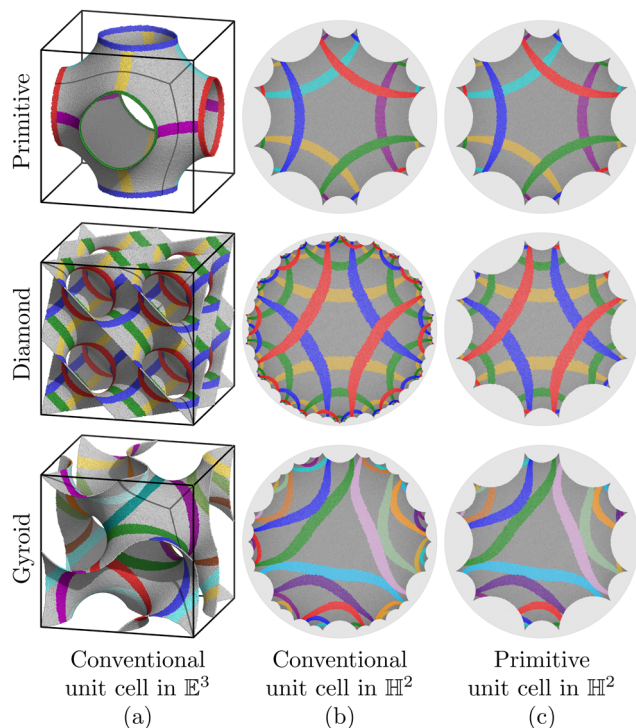 Primitive
Diamond
Gyroid
Conventional
unit cell in 𝔼³
(a)
Conventional
unit cell in ℍ²
(b)
Primitive
unit cell in ℍ²
(c)